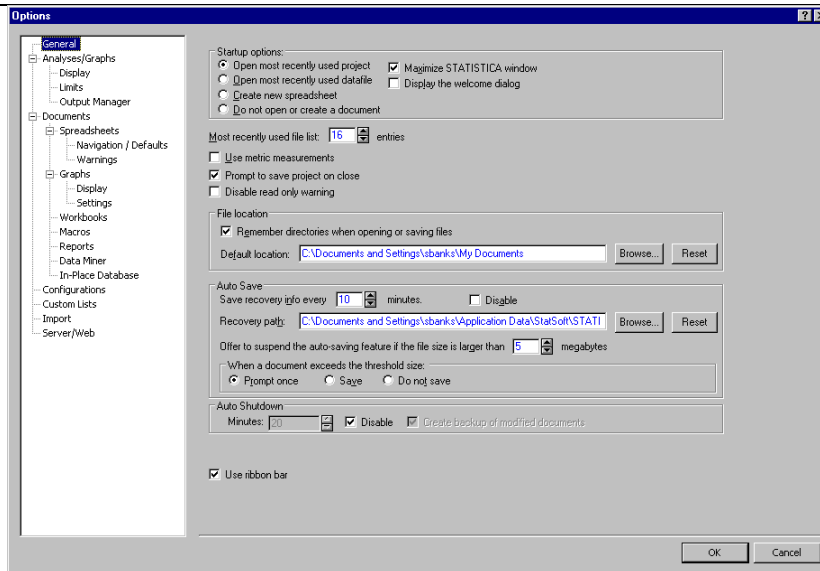 Options
General
Analyses/Graphs
Display
Limits
Output Manager
Documents
Spreadsheets
Navigation / Defaults
Warnings
Graphs
Display
Settings
Workbooks
Macros
Reports
Data Miner
In-Place Database
Configurations
Custom Lists
Import
Server/Web
Startup options:
Open most recently used project
Maximize STATISTICA window
Open most recently used datafile
Display the welcome dialog
Create new spreadsheet
Do not open or create a document
Most recently used file list: 16 entries
Use metric measurements
Prompt to save project on close
Disable read only warning
File location
Remember directories when opening or saving files
Default location: C:\Documents and Settings\sbanks\My Documents Browse... Reset
Auto Save
Save recovery info every 10 minutes. Disable
Recovery path: C:\Documents and Settings\sbanks\Application Data\StatSoft\STATI Browse... Reset
Offer to suspend the auto-saving feature if the file size is larger than 5 megabytes
When a document exceeds the threshold size:
Prompt once Save Do not save
Auto Shutdown
Minutes: 20 Disable Create backup of modified documents
Use ribbon bar
OK Cancel